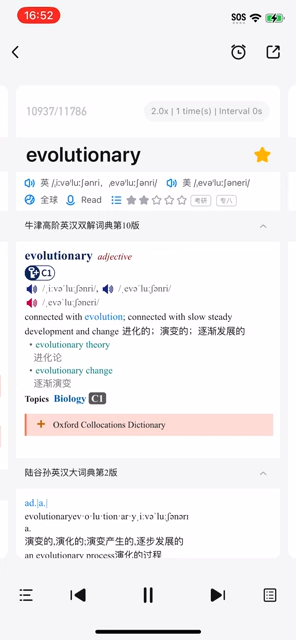 16:52
SOS
10937/11786
2.0x | 1 time(s) | Interval 0s
evolutionary
英 /ˌiːvəˈluːʃənri, ˌevəˈluːʃənri/ 美 /ˌevəˈluːʃəneri/
全球 Read 考研 专八
牛津高阶英汉双解词典第10版
evolutionary adjective
C1
/ˌiːvəˈluːʃənri/, /ˌevəˈluːʃənri/
/ˌevəˈluːʃəneri/
connected with evolution; connected with slow steady
development and change 进化的；演变的；逐渐发展的
• evolutionary theory
进化论
• evolutionary change
逐渐演变
Topics Biology C1
+ Oxford Collocations Dictionary
陆谷孙英汉大词典第2版
ad.|a.|
evolutionaryev·o·lu·tion·ar·y ˌiːvəˈluːʃənrɪ
a.
演变的,演化的;演变产生的,逐步发展的
an evolutionary process演化的过程